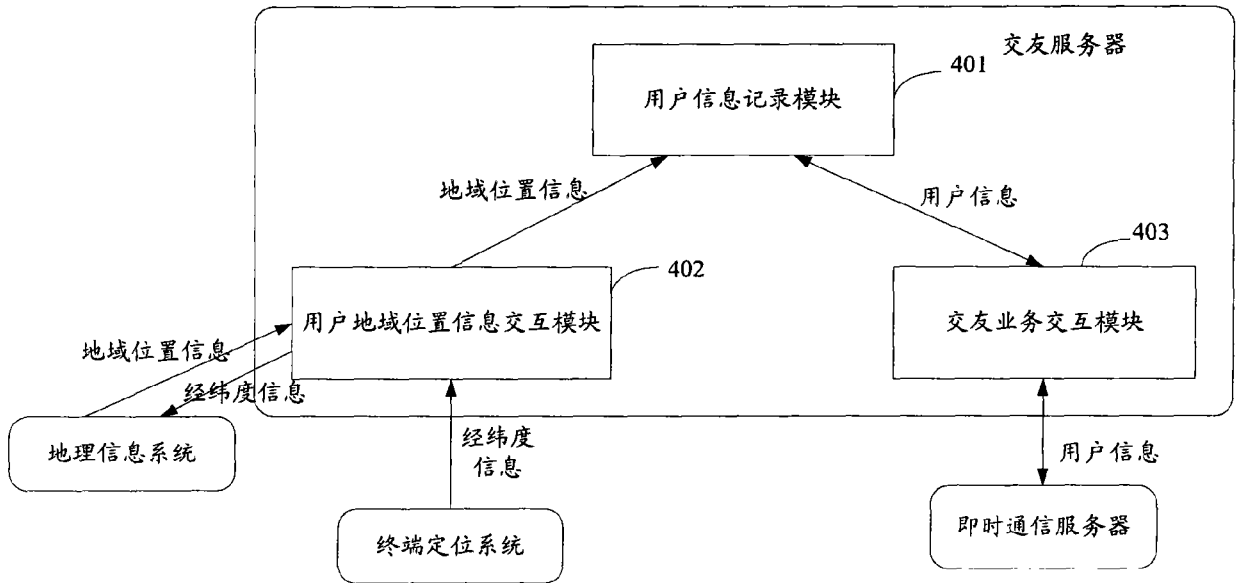 交友服务器
401
用户信息记录模块
地域位置信息
用户信息
403
402
用户地域位置信息交互模块
交友业务交互模块
地域位置信息
经纬度信息
地理信息系统
经纬度
信息
用户信息
终端定位系统
即时通信服务器